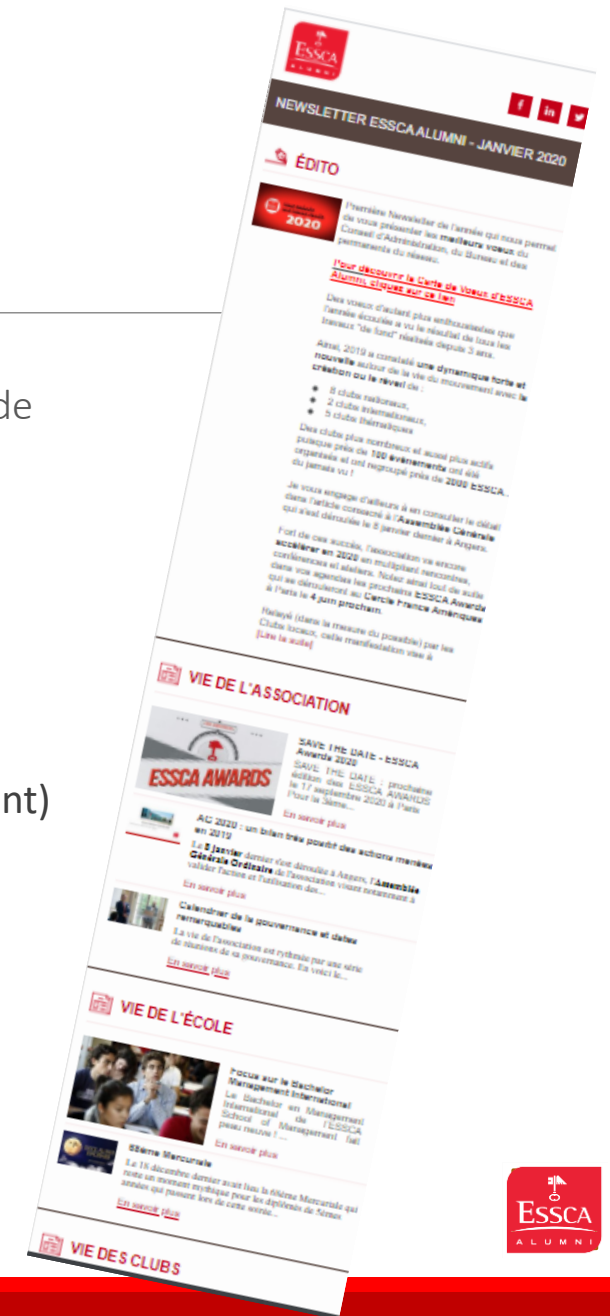 ESSCA
ALUMNI
NEWSLETTER ESSCA ALUMNI - JANVIER 2020
ÉDITO
2020
Première Newsletter de l'année qui nous permet
de vous présenter les meilleurs voeux du
Conseil d'Administration, du Bureau et des
permanents du réseau.
Pour découvrir la Carte de Voeux d'ESSCA
Alumni, cliquez sur ce lien
Des voeux d'autant plus enthousiastes que
l'année écoulée a vu le résultat de tous les
travaux "de fond" réalisés depuis 3 ans.
Ainsi, 2019 a constaté une dynamique forte et
nouvelle autour de la vie du mouvement avec la
création ou le réveil de :
8 clubs nationaux,
2 clubs internationaux,
5 clubs thématiques
Des clubs plus nombreux et aussi plus actifs
puisque près de 100 évènements ont été
organisés et ont regroupé près de 2000 ESSCA ,
du jamais vu !
Je vous engage d'ailleurs à en consulter le détail
dans l'article consacré à l'Assemblée Générale
qui s'est déroulée le 8 janvier dernier à Angers.
Fort de ces succès, l'association va encore
accélérer en 2020 en multipliant rencontres,
conférences et ateliers. Notez ainsi tout de suite
dans vos agendas les prochains ESSCA Awards
qui se dérouleront au Cercle France Amériques
à Paris le 4 juin prochain.
Relayé (dans la mesure du possible) par les
Clubs locaux, cette manifestation vise à
[Lire la suite]
de
VIE DE L'ASSOCIATION
ESSCA AWARDS
SAVE THE DATE - ESSCA
Awards 2020
SAVE THE DATE : prochaine
édition des ESSCA AWARDS
le 17 septembre 2020 à Paris
Pour la 3ème...
En savoir plus
nt)
AG 2020 : un bilan très positif des actions menées
en 2019
Le 8 janvier dernier s'est déroulée à Angers, l'Assemblée
Générale Ordinaire de l'association visant notamment à
valider l'action et l'utilisation des...
En savoir plus
Calendrier de la gouvernance et dates
remarquables
La vie de l'association est rythmée par une série
de réunions de sa gouvernance. En voici le...
En savoir plus
VIE DE L'ÉCOLE
Focus sur le Bachelor
Management International
Le Bachelor en Management
International de l'ESSCA
School of Management fait
peau neuve ! ...
En savoir plus
66ème Mercuriale
Le 16 décembre dernier avait lieu la 66ème Mercuriale qui
reste un moment mythique pour les diplômés de 5èmes
années qui passent lors de cette soirée...
En savoir plus
VIE DES CLUBS
ESSCA
ALUMNI